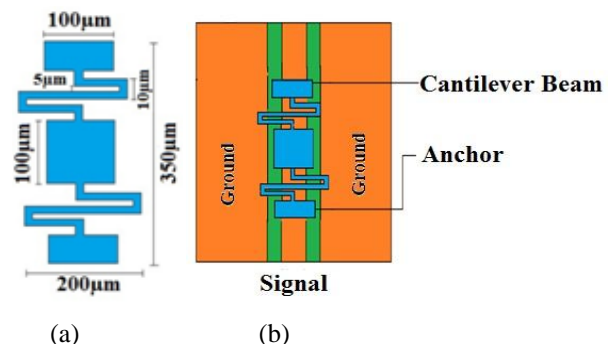 100µm
5µm
10µm
100µm
350µm
200µm
(a)
Cantilever Beam
Anchor
Ground
Ground
Signal
(b)